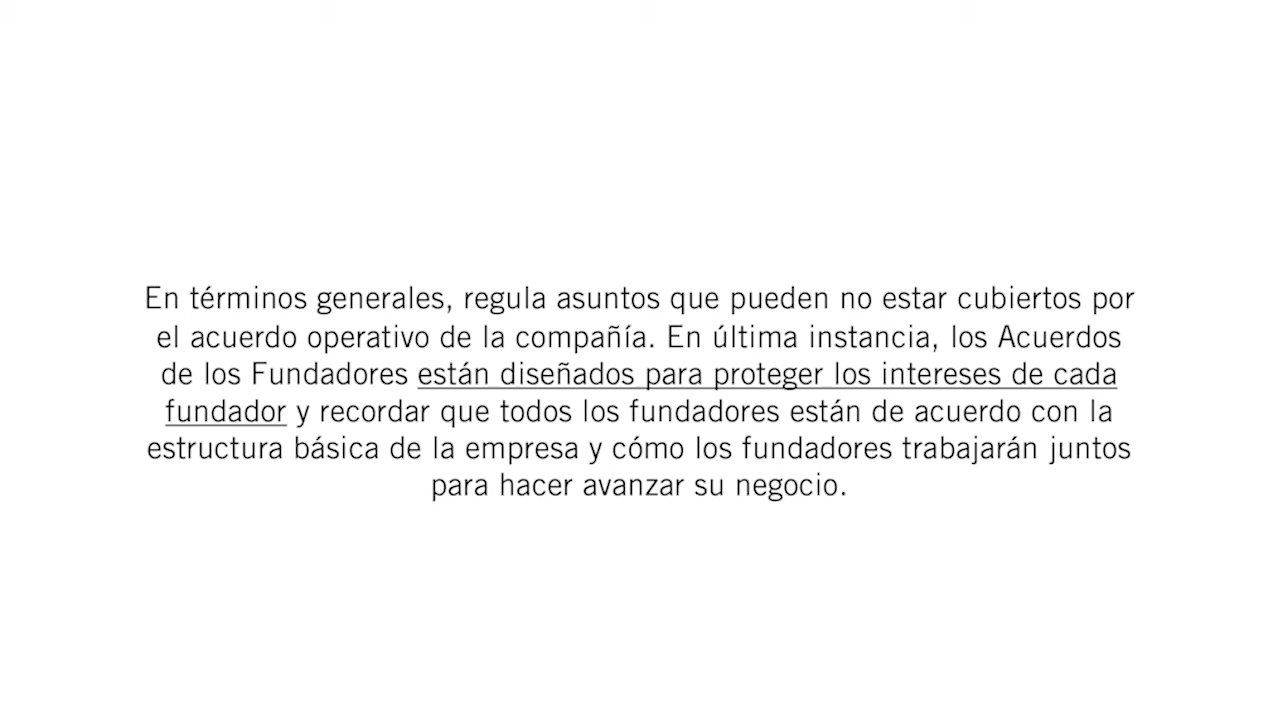 En términos generales, regula asuntos que pueden no estar cubiertos por
el acuerdo operativo de la compañía. En última instancia, los Acuerdos
de los Fundadores están diseñados para proteger los intereses de cada
fundador y recordar que todos los fundadores están de acuerdo con la
estructura básica de la empresa y cómo los fundadores trabajarán juntos
para hacer avanzar su negocio.